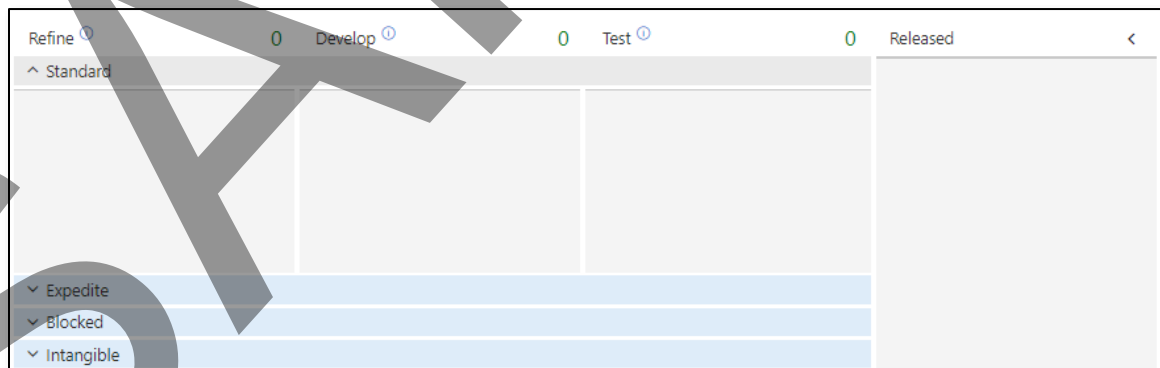 Refine 0 Develop 0 Test 0 Released
Standard
Expedite
Blocked
Intangible